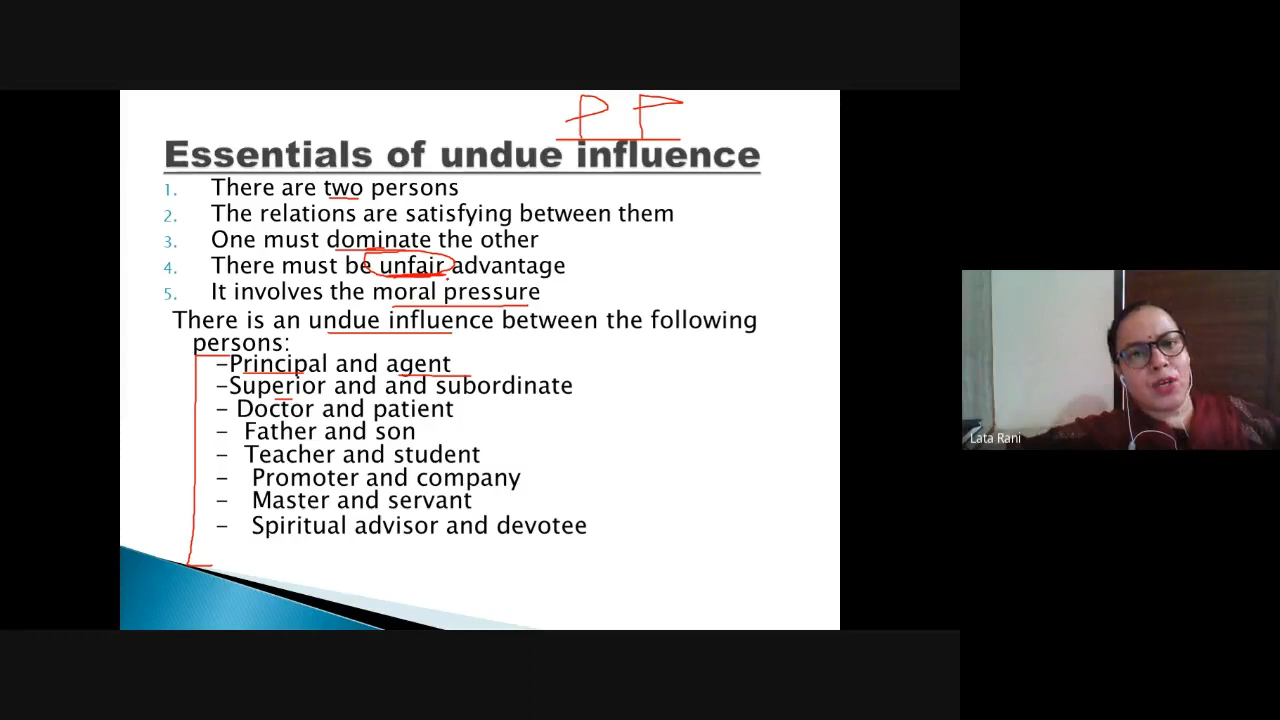 P P
Essentials of undue influence
1. There are two persons
2. The relations are satisfying between them
3. One must dominate the other
4. There must be unfair advantage
5. It involves the moral pressure
There is an undue influence between the following
persons:
-Principal and agent
-Superior and and subordinate
- Doctor and patient
- Father and son
- Teacher and student
- Promoter and company
- Master and servant
- Spiritual advisor and devotee
Lata Rani